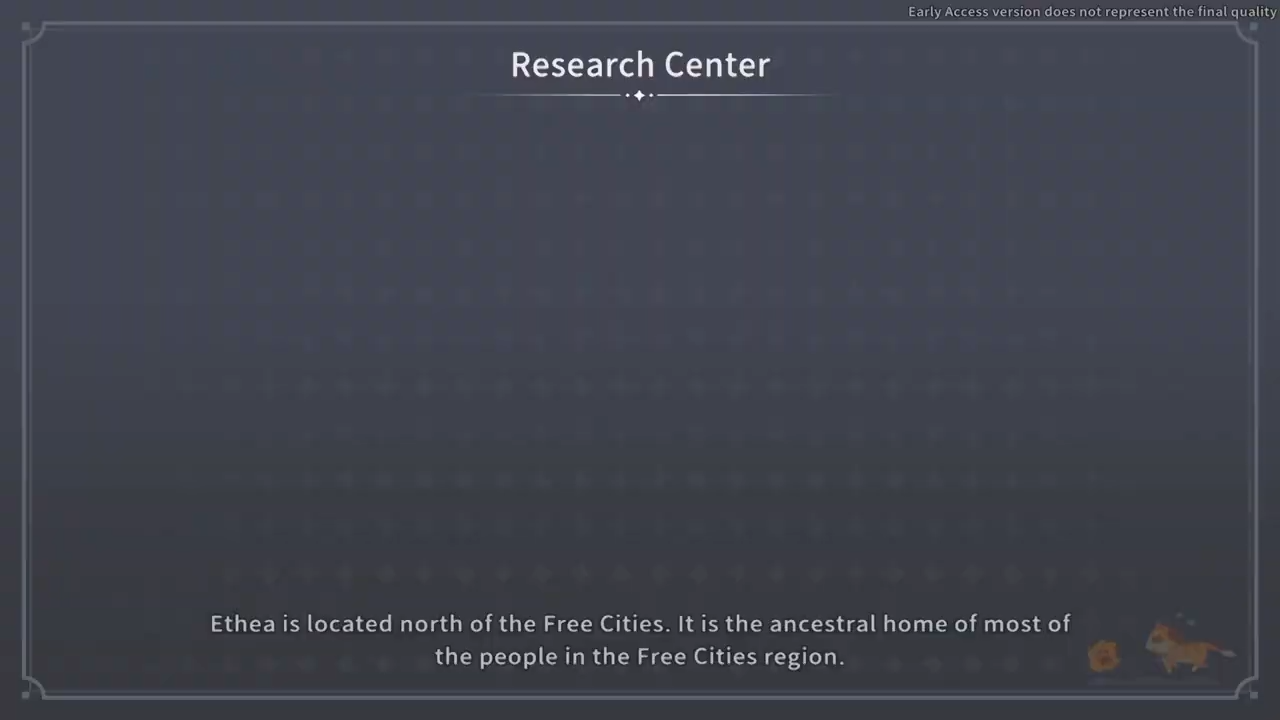 Early Access version does not represent the final quality
Research Center
Ethea is located north of the Free Cities. It is the ancestral home of most of
the people in the Free Cities region.